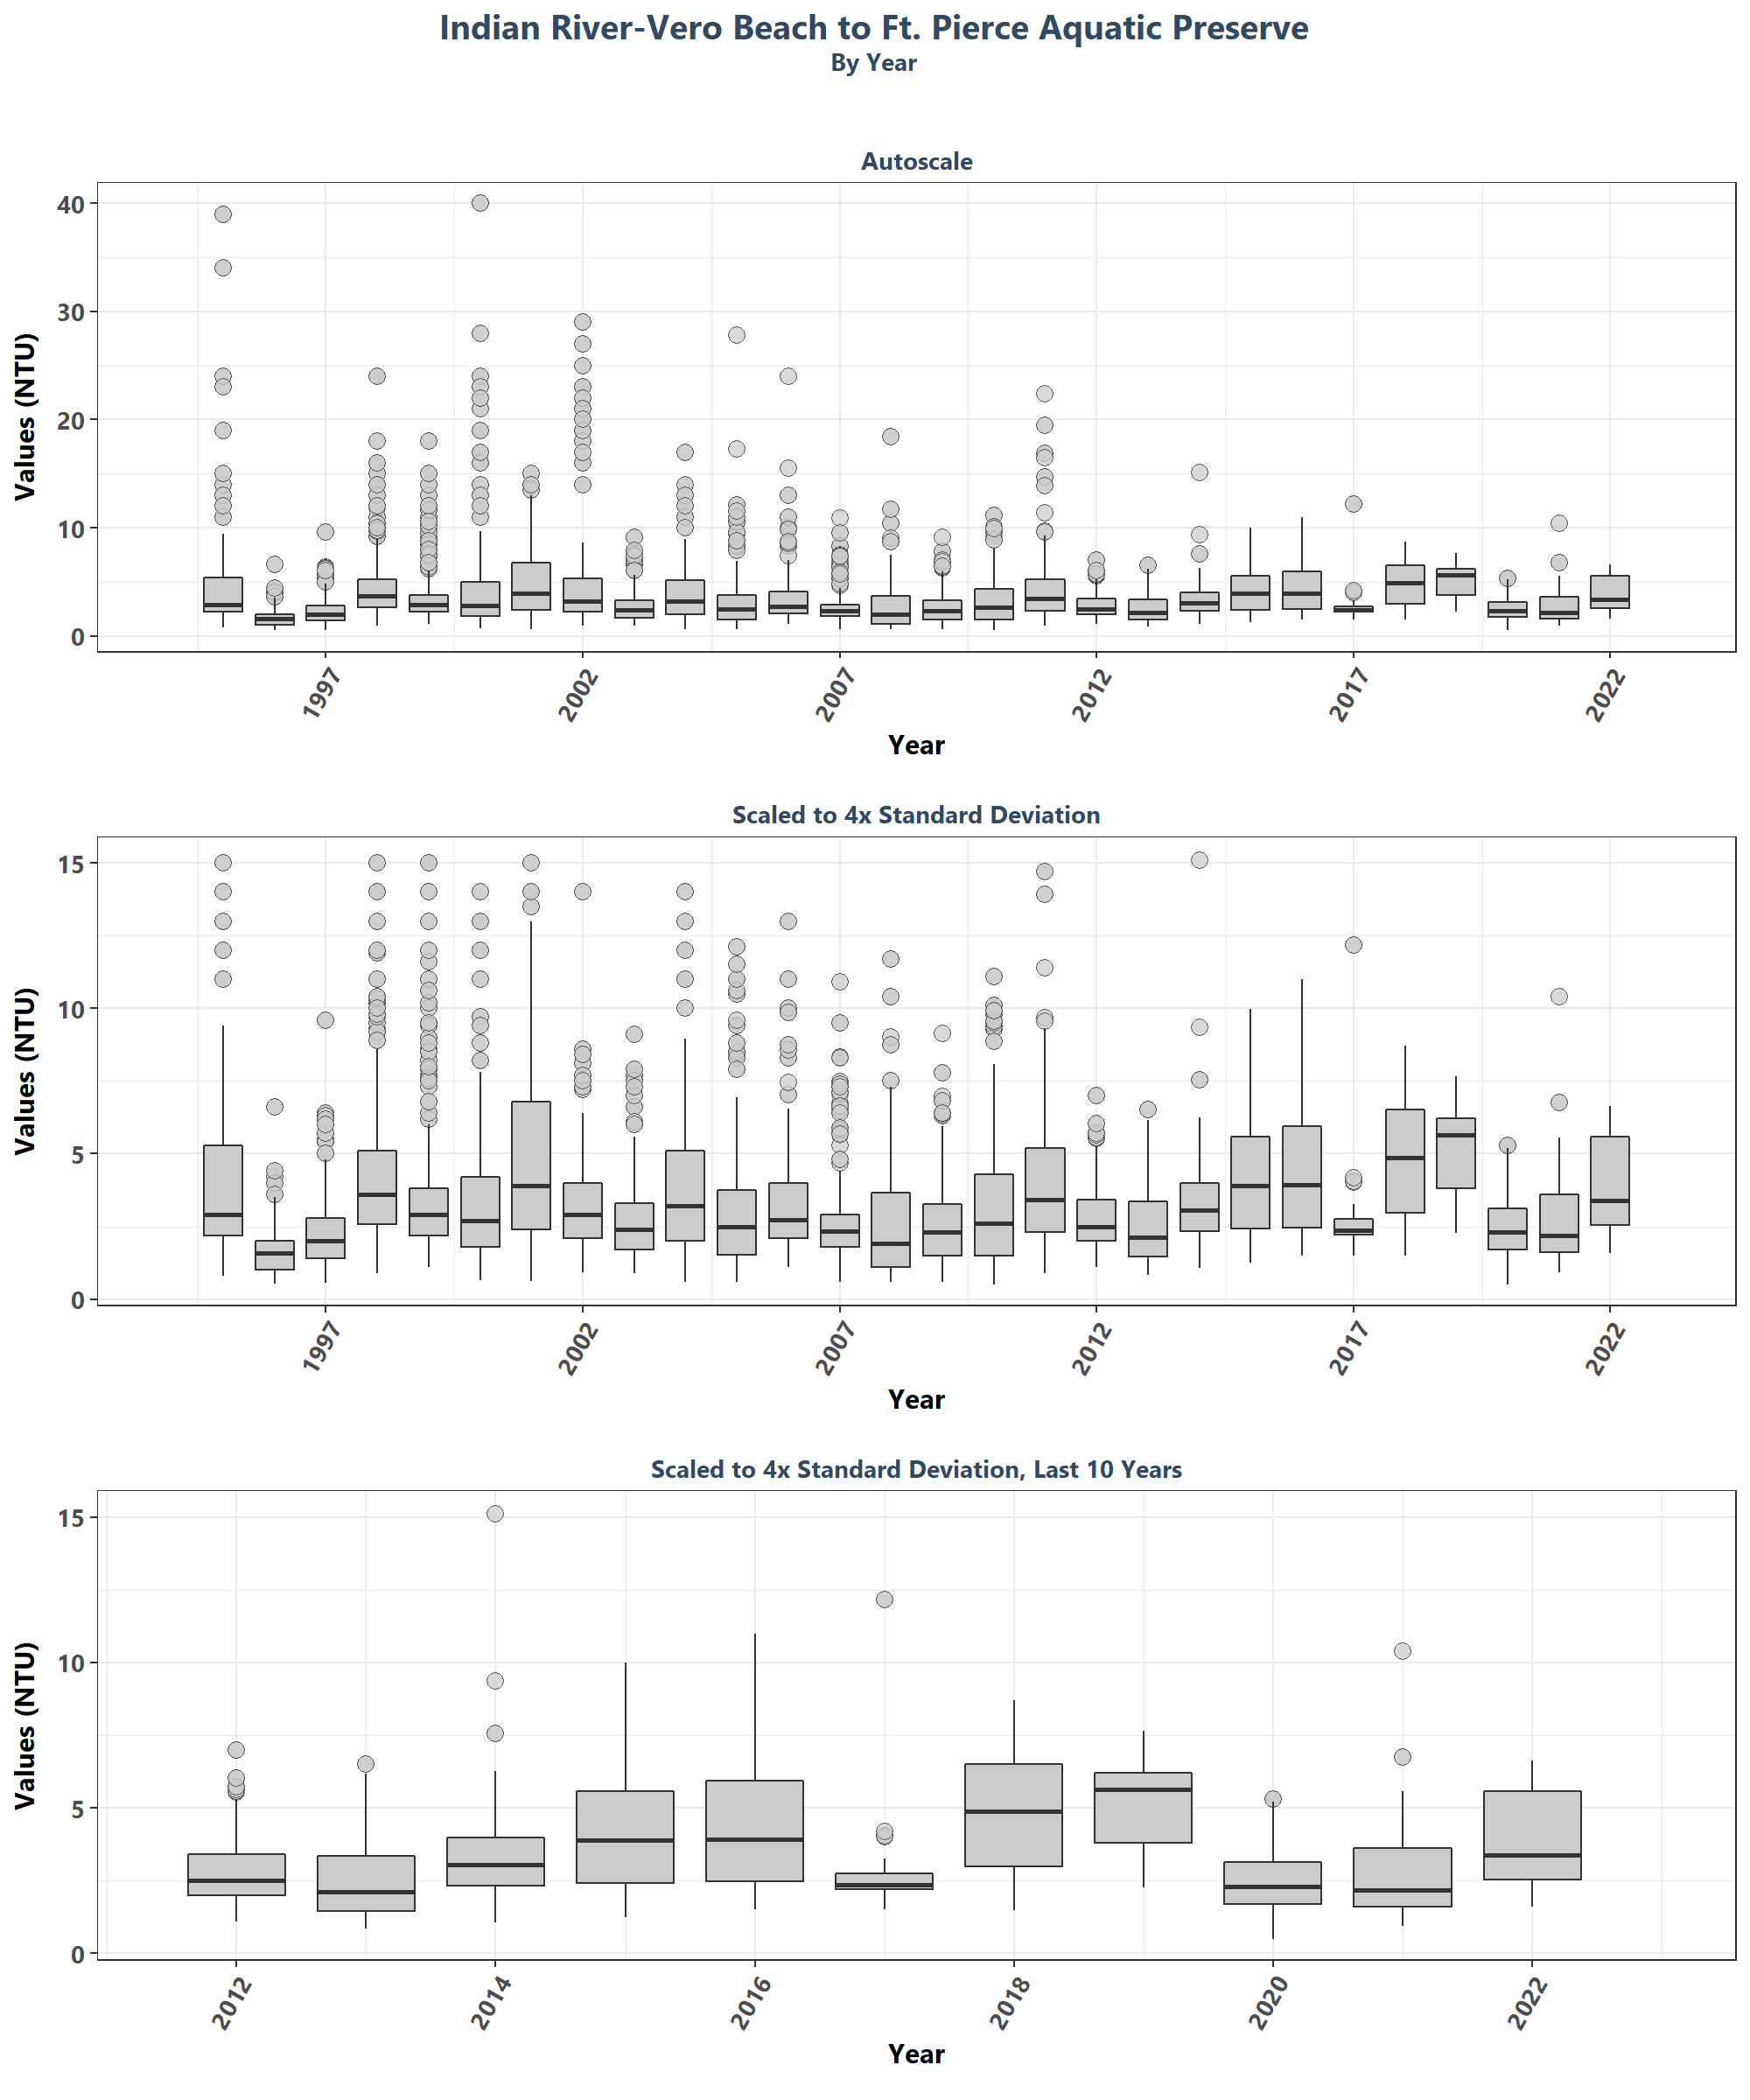 Indian River-Vero Beach to Ft. Pierce Aquatic Preserve
By Year
Autoscale
Values (NTU)
40
30
20
10
0
1997
2002
2007
2012
2017
2022
Year
Scaled to 4x Standard Deviation
Values (NTU)
15
10
5
0
1997
2002
2007
2012
2017
2022
Year
Scaled to 4x Standard Deviation, Last 10 Years
Values (NTU)
15
10
5
0
2012
2014
2016
2018
2020
2022
Year